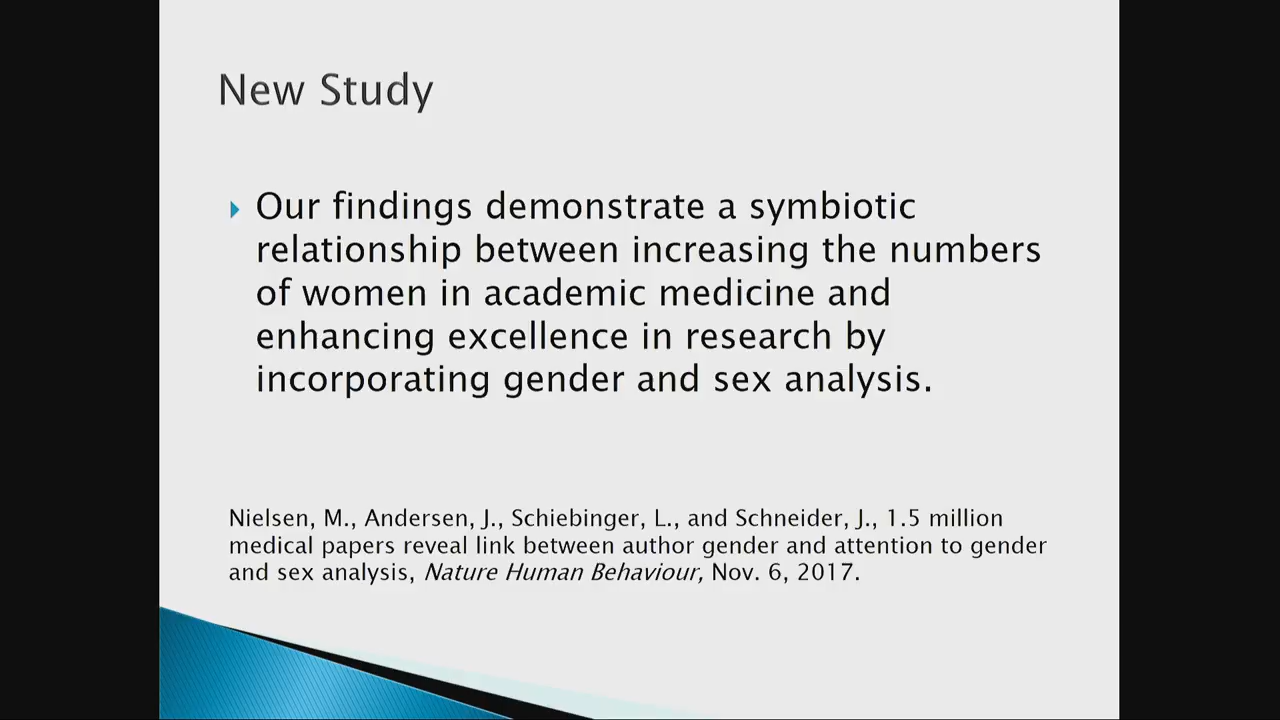 New Study
Our findings demonstrate a symbiotic
relationship between increasing the numbers
of women in academic medicine and
enhancing excellence in research by
incorporating gender and sex analysis.
Nielsen, M., Andersen, J., Schiebinger, L., and Schneider, J., 1.5 million
medical papers reveal link between author gender and attention to gender
and sex analysis, Nature Human Behaviour, Nov. 6, 2017.